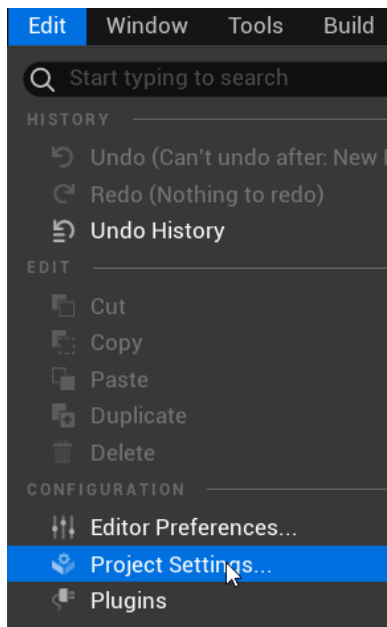 Edit Window Tools Build
Start typing to search
HISTORY
Undo (Can't undo after: New
Redo (Nothing to redo)
Undo History
EDIT
Cut
Copy
Paste
Duplicate
Delete
CONFIGURATION
Editor Preferences...
Project Settings...
Plugins